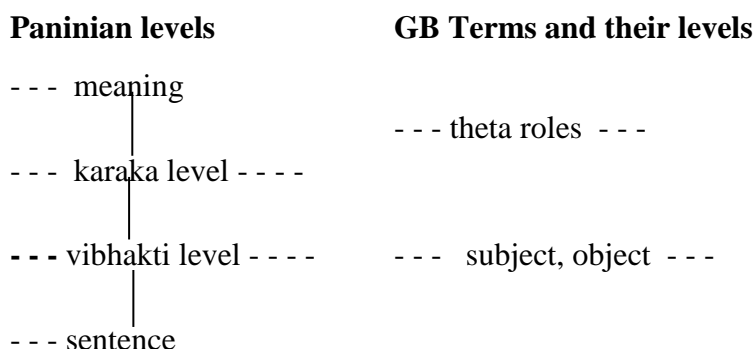 Paninian levels GB Terms and their levels
- - - meaning
- - - theta roles - - -
- - - karaka level - - - -
- - - vibhakti level - - - - - - - subject, object - - -
- - - sentence